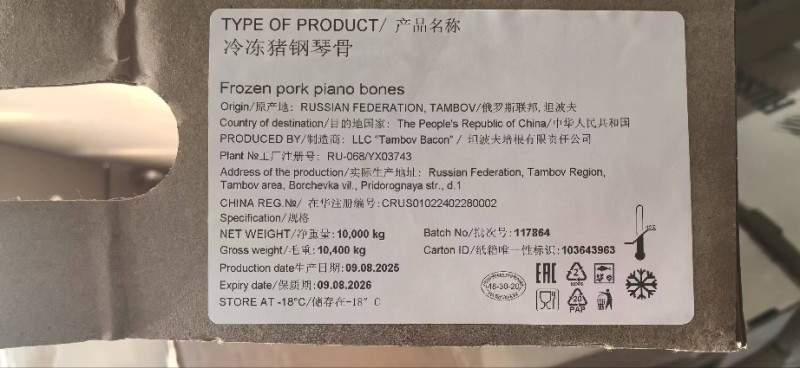 TYPE OF PRODUCT/ 产品名称
冷冻猪钢琴骨
Frozen pork piano bones
Origin/原产地: RUSSIAN FEDERATION, TAMBOV/俄罗斯联邦, 坦波夫
Country of destination/目的地国家: The People's Republic of China/中华人民共和国
PRODUCED BY/制造商: LLC "Tambov Bacon" / 坦波夫培根有限责任公司
Plant №工厂注册号: RU-068/YX03743
Address of the production/实际生产地址: Russian Federation, Tambov Region,
Tambov area, Borchevka vil., Pridorognaya str., d.1
CHINA REG.№/ 在华注册编号:CRUS01022402280002
Specification/规格
NET WEIGHT/净重量: 10,000 kg Batch No/批次号: 117864
Gross weight/毛重: 10,400 kg Carton ID/纸箱唯一性标识: 103643963
Production date生产日期: 09.08.2025
Expiry date/保质期: 09.08.2026
STORE AT -18°C/储存在-18° C
EAC
2
20
PAP